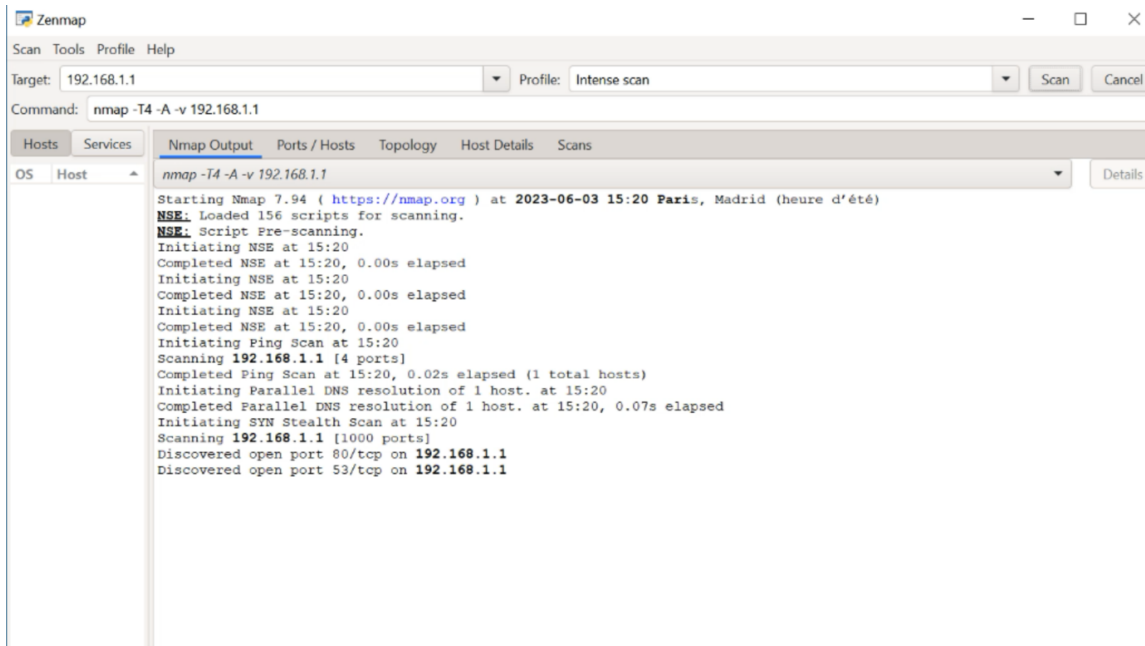 Zenmap
Scan Tools Profile Help
Target: 192.168.1.1 Profile: Intense scan Scan Cancel
Command: nmap -T4 -A -v 192.168.1.1
Hosts Services Nmap Output Ports / Hosts Topology Host Details Scans
OS Host nmap -T4 -A -v 192.168.1.1 Details
Starting Nmap 7.94 ( https://nmap.org ) at 2023-06-03 15:20 Paris, Madrid (heure d'été)
NSE: Loaded 156 scripts for scanning.
NSE: Script Pre-scanning.
Initiating NSE at 15:20
Completed NSE at 15:20, 0.00s elapsed
Initiating NSE at 15:20
Completed NSE at 15:20, 0.00s elapsed
Initiating NSE at 15:20
Completed NSE at 15:20, 0.00s elapsed
Initiating Ping Scan at 15:20
Scanning 192.168.1.1 [4 ports]
Completed Ping Scan at 15:20, 0.02s elapsed (1 total hosts)
Initiating Parallel DNS resolution of 1 host. at 15:20
Completed Parallel DNS resolution of 1 host. at 15:20, 0.07s elapsed
Initiating SYN Stealth Scan at 15:20
Scanning 192.168.1.1 [1000 ports]
Discovered open port 80/tcp on 192.168.1.1
Discovered open port 53/tcp on 192.168.1.1